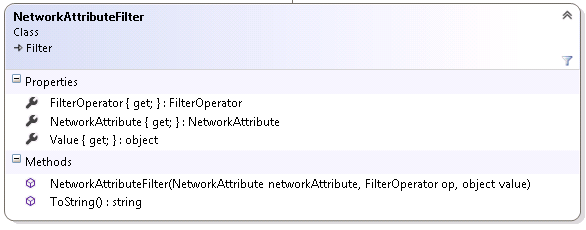 NetworkAttributeFilter
Class
Filter
Properties
FilterOperator { get; } : FilterOperator
NetworkAttribute { get; } : NetworkAttribute
Value { get; } : object
Methods
NetworkAttributeFilter(NetworkAttribute networkAttribute, FilterOperator op, object value)
ToString() : string